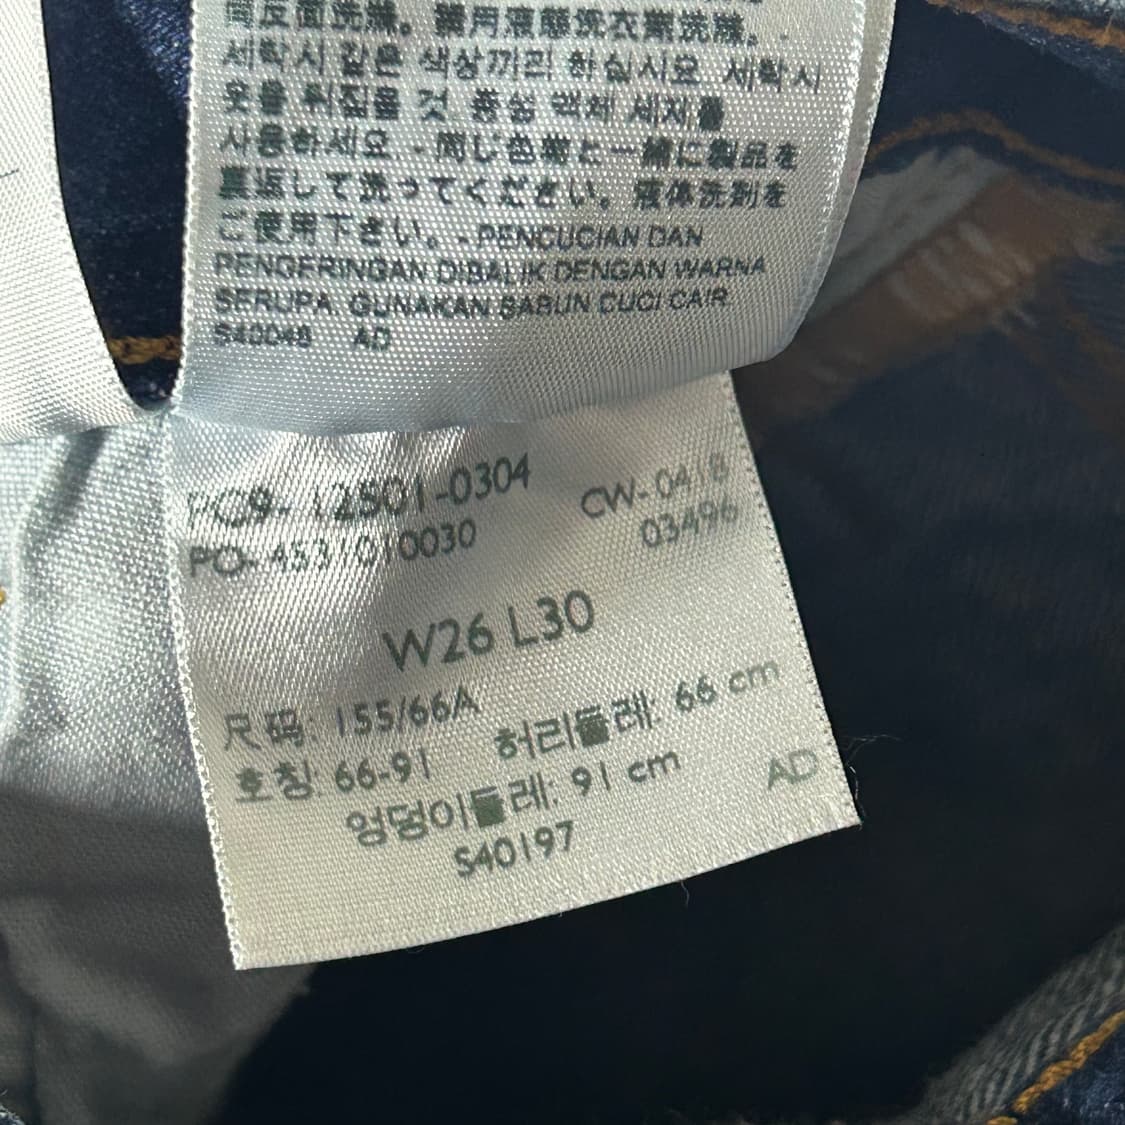 間反面洗滌。請用液態洗衣劑洗滌。-
세탁시 같은 색상끼리 하십시오. 세탁시
옷을 뒤집을 것 중성 액체 세제를
사용하세요. - 同じ色落と一緒に製品を
裏返して洗ってください。液体洗剤を
ご使用下さい。- PENCUCIAN DAN
PENGERINGAN DIBALIK DENGAN WARNA
SERUPA. GUNAKAN SABUN CUCI CAIR.
S40048 AD
PC9-12501-0304
CW-0418
PO- 03496
W26 L30
尺码: 155/66A
호칭 66-91 허리둘레: 66 cm
엉덩이둘레: 91 cm AD
S40197